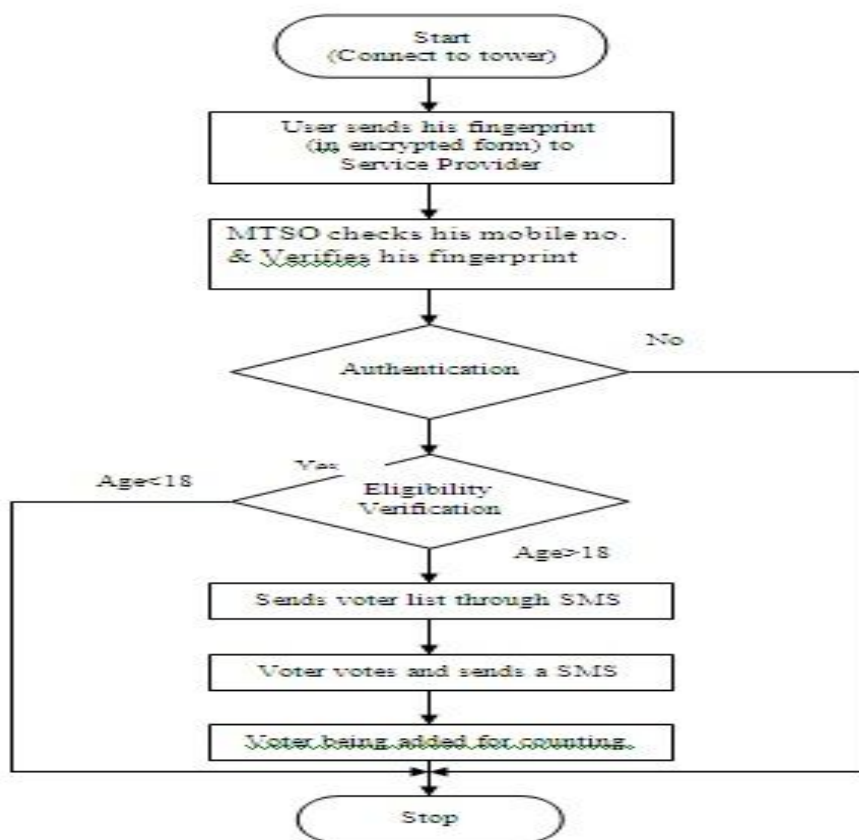 Start
(Connect to tower)
User sends his fingerprint
(in encrypted form) to
Service Provider
MTSO checks his mobile no.
& Verifies his fingerprint
Authentication
No
Yes
Age<18
Eligibility
Verification
Age>18
Sends voter list through SMS
Voter votes and sends a SMS
Voter being added for counting.
Stop